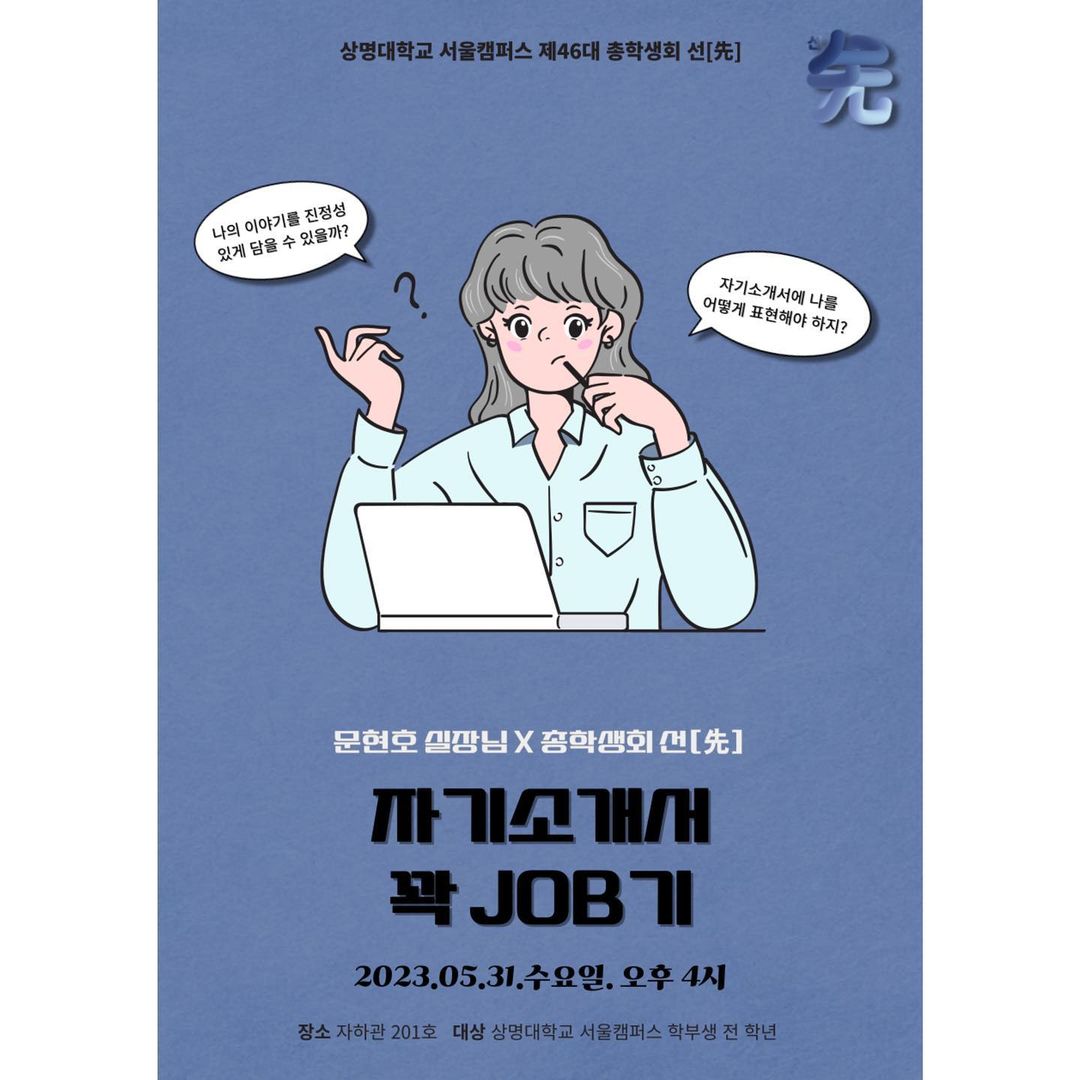 상명대학교 서울캠퍼스 제46대 총학생회 선[先]
선
先
나의 이야기를 진정성
있게 담을 수 있을까?
?
자기소개서에 나를
어떻게 표현해야 하지?
문현호 실장님 X 총학생회 선[先]
자기소개서
꽉 JOB기
2023.05.31.수요일. 오후 4시
장소 자하관 201호 대상 상명대학교 서울캠퍼스 학부생 전 학년